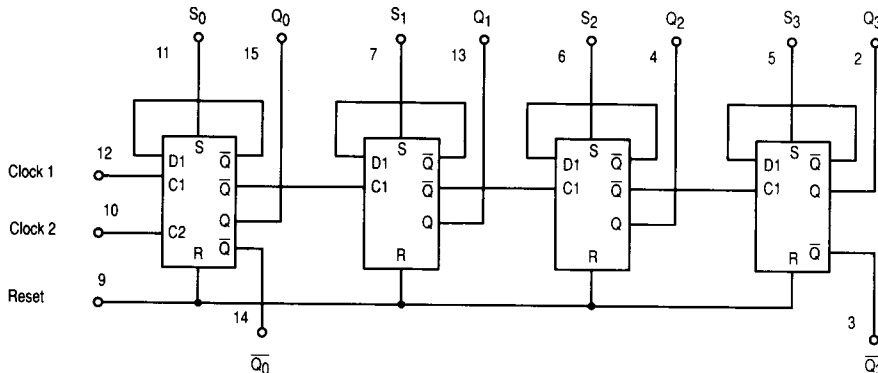 S0 Q0 S1 Q1 S2 Q2 S3 Q3
11 15 7 13 6 4 5 2
S S S S
D1 Q̅ D1 Q̅ D1 Q̅ D1 Q̅
12
Clock 1 C1 Q̅ C1 Q̅ C1 Q̅ C1 Q
10
Clock 2 C2 Q Q Q
R Q̅ R R R Q̅
9
Reset
14 3
Q̅0